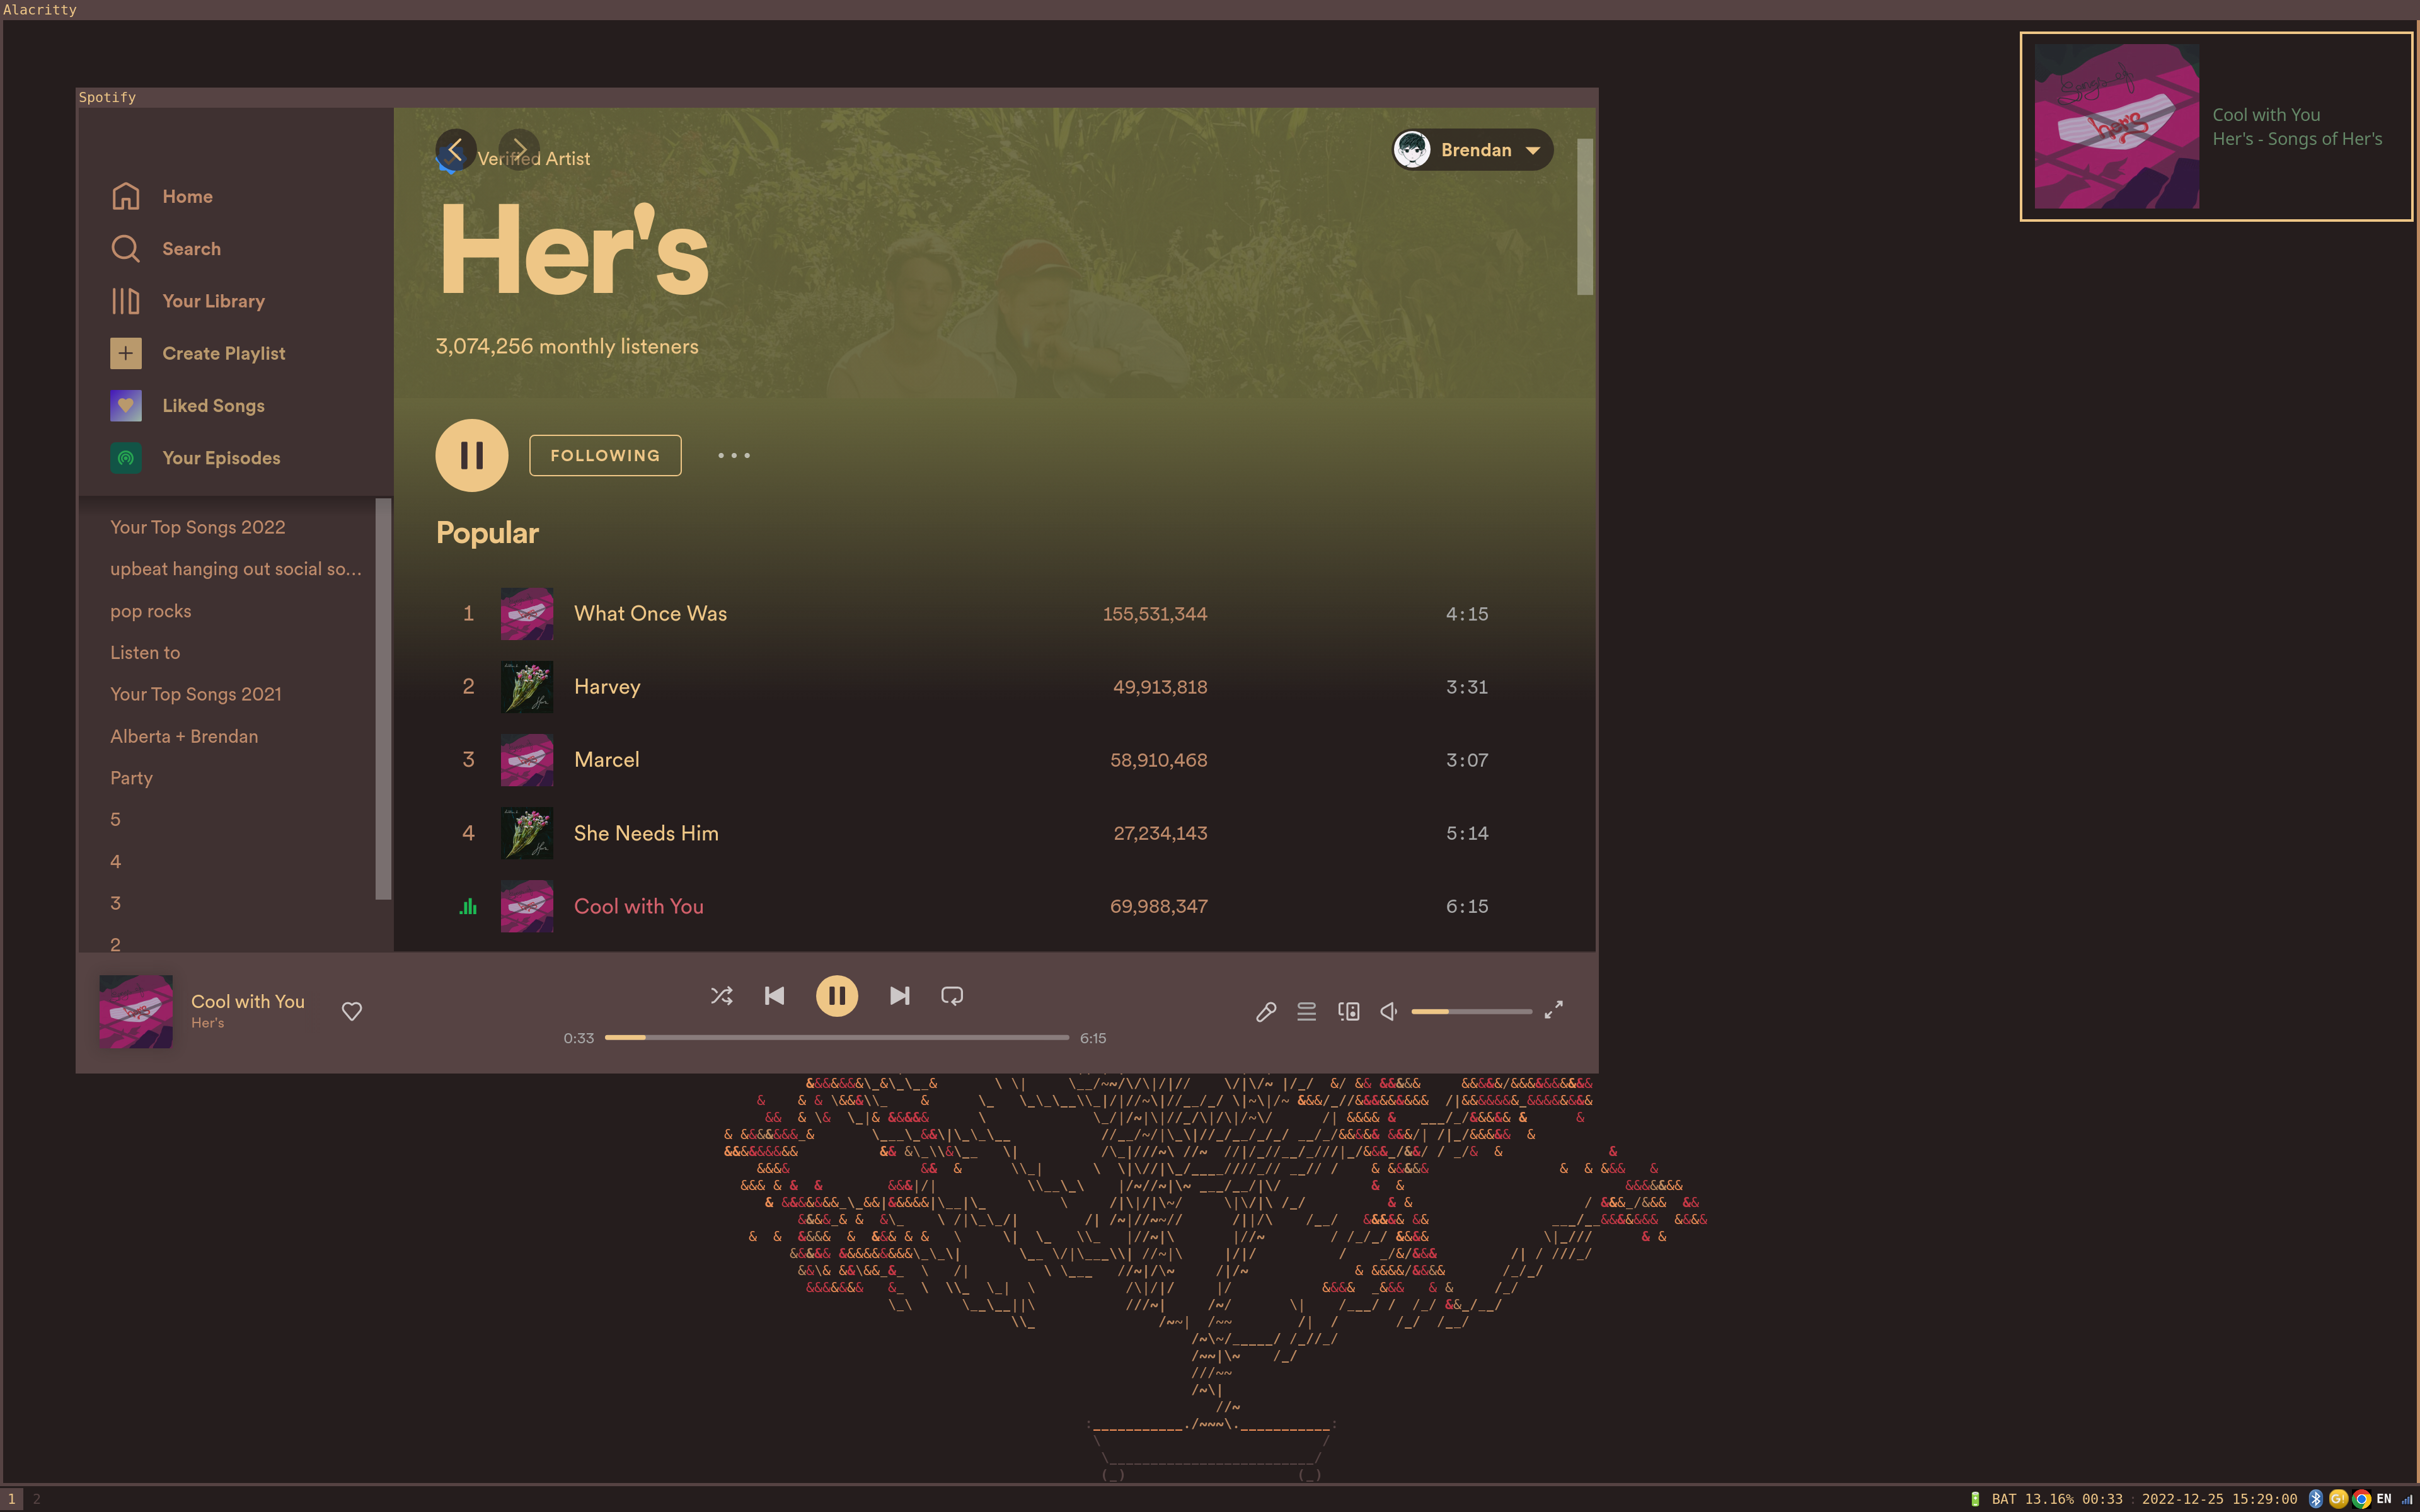 Alacritty
Spotify
Home
Search
Your Library
Create Playlist
Liked Songs
Your Episodes
Your Top Songs 2022
upbeat hanging out social so...
pop rocks
Listen to
Your Top Songs 2021
Alberta + Brendan
Party
5
4
3
2
Verified Artist
Brendan
Her's
3,074,256 monthly listeners
FOLLOWING
Popular
1 What Once Was 155,531,344 4:15
2 Harvey 49,913,818 3:31
3 Marcel 58,910,468 3:07
4 She Needs Him 27,234,143 5:14
Cool with You 69,988,347 6:15
Cool with You
Her's
0:33 6:15
Songs of
her's
Cool with You
Her's - Songs of Her's
1 2
BAT 13.16% 00:33 : 2022-12-25 15:29:00 EN